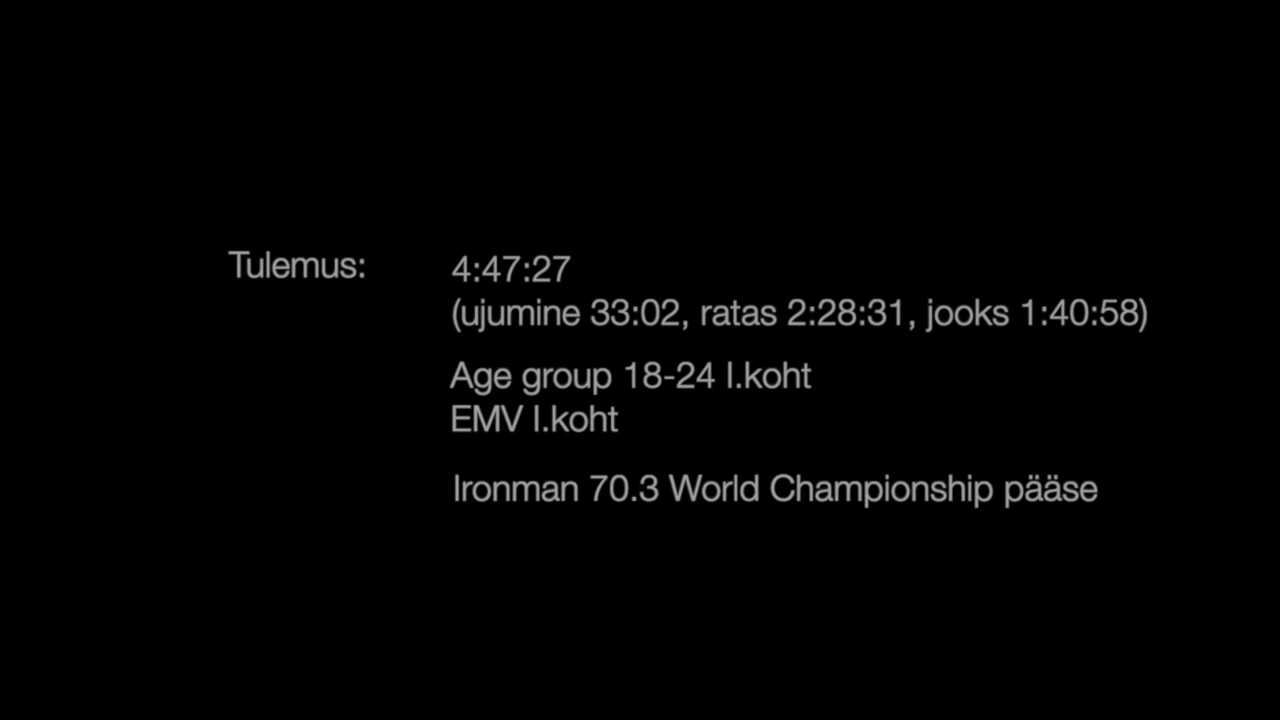 Tulemus: 4:47:27
(ujumine 33:02, ratas 2:28:31, jooks 1:40:58)
Age group 18-24 I.koht
EMV I.koht
Ironman 70.3 World Championship pääse